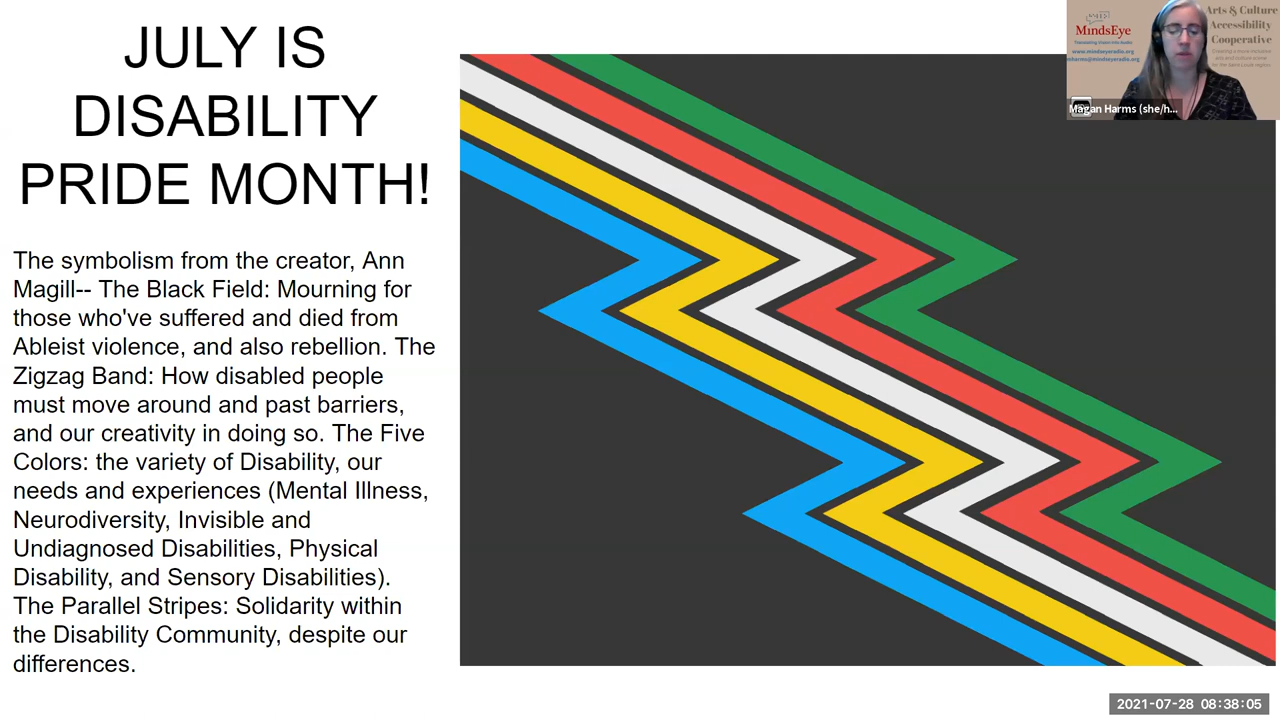 JULY IS
DISABILITY
PRIDE MONTH!
The symbolism from the creator, Ann
Magill-- The Black Field: Mourning for
those who've suffered and died from
Ableist violence, and also rebellion. The
Zigzag Band: How disabled people
must move around and past barriers,
and our creativity in doing so. The Five
Colors: the variety of Disability, our
needs and experiences (Mental Illness,
Neurodiversity, Invisible and
Undiagnosed Disabilities, Physical
Disability, and Sensory Disabilities).
The Parallel Stripes: Solidarity within
the Disability Community, despite our
differences.
MindsEye
Translating Vision Into Audio
www.mindseyeradio.org
mharms@mindseyeradio.org
Arts & Culture
Accessibility
Cooperative
Magan Harms (she/h...
2021-07-28 08:38:05